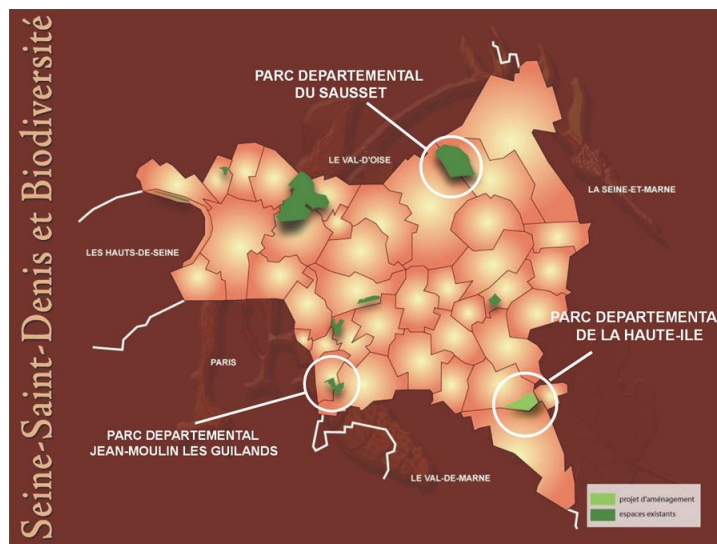 Seine-Saint-Denis et Biodiversité
PARC DEPARTEMENTAL
DU SAUSSET
LE VAL-D'OISE
LA SEINE-ET-MARNE
LES HAUTS-DE-SEINE
PARC DEPARTEMENTA
DE LA HAUTE-ILE
PARIS
PARC DEPARTEMENTAL
JEAN-MOULIN LES GUILANDS
LE VAL-DE-MARNE
projet d'aménagement
espaces existants